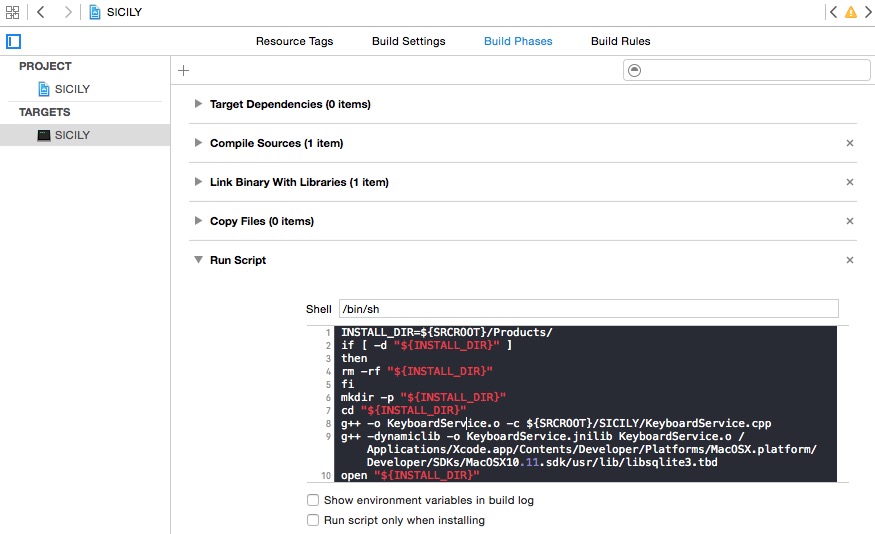 SICILY
Resource Tags Build Settings Build Phases Build Rules
PROJECT
SICILY
TARGETS
SICILY
Target Dependencies (0 items)
Compile Sources (1 item)
Link Binary With Libraries (1 item)
Copy Files (0 items)
Run Script
Shell /bin/sh
1 INSTALL_DIR=${SRCROOT}/Products/
2 if [ -d "${INSTALL_DIR}" ]
3 then
4 rm -rf "${INSTALL_DIR}"
5 fi
6 mkdir -p "${INSTALL_DIR}"
7 cd "${INSTALL_DIR}"
8 g++ -o KeyboardService.o -c ${SRCROOT}/SICILY/KeyboardService.cpp
9 g++ -dynamiclib -o KeyboardService.jnilib KeyboardService.o /
Applications/Xcode.app/Contents/Developer/Platforms/MacOSX.platform/
Developer/SDKs/MacOSX10.11.sdk/usr/lib/libsqlite3.tbd
10 open "${INSTALL_DIR}"
Show environment variables in build log
Run script only when installing